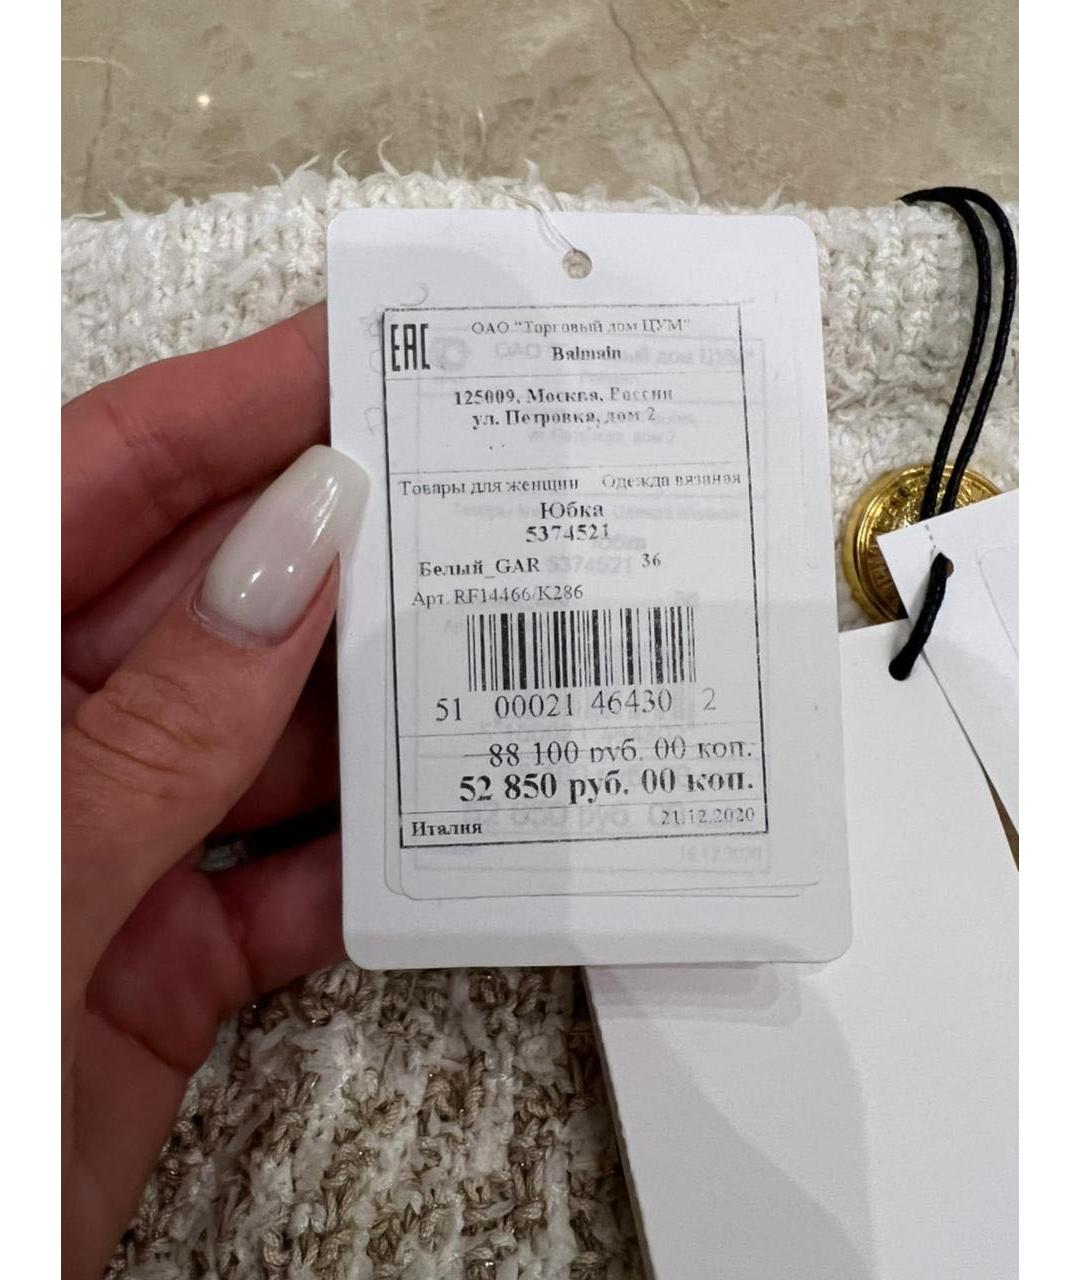 EAC
ОАО "Торговый дом ЦУМ"
Balmain
125009, Москва, Россия
ул. Петровка, дом 2
Товары для женщин Одежда вязаная
Юбка
5374521
Белый_GAR 36
Арт. RF14466/K286
51 00021 46430 2
88 100 руб. 00 коп.
52 850 руб. 00 коп.
Италия 21.12.2020